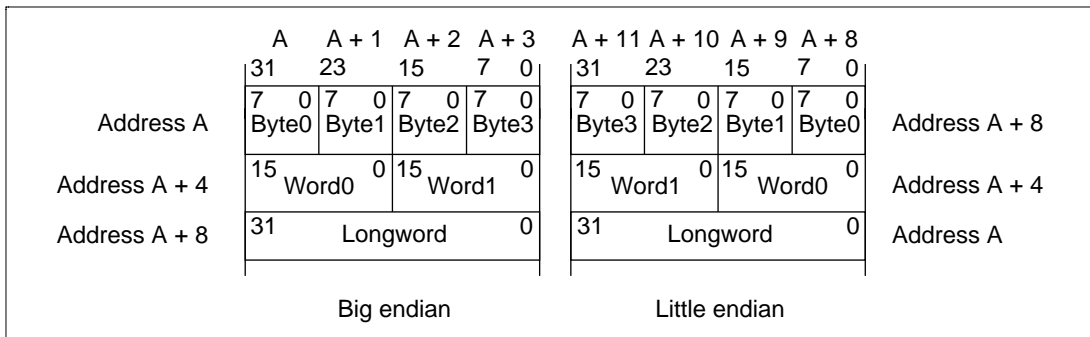 A A + 1 A + 2 A + 3 A + 11 A + 10 A + 9 A + 8
31 23 15 7 0 31 23 15 7 0
7 0 7 0 7 0 7 0 7 0 7 0 7 0 7 0
Address A Byte0 Byte1 Byte2 Byte3 Byte3 Byte2 Byte1 Byte0 Address A + 8
15 0 15 0 15 0 15 0
Address A + 4 Word0 Word1 Word1 Word0 Address A + 4
Address A + 8 31 Longword 0 31 Longword 0 Address A
Big endian Little endian